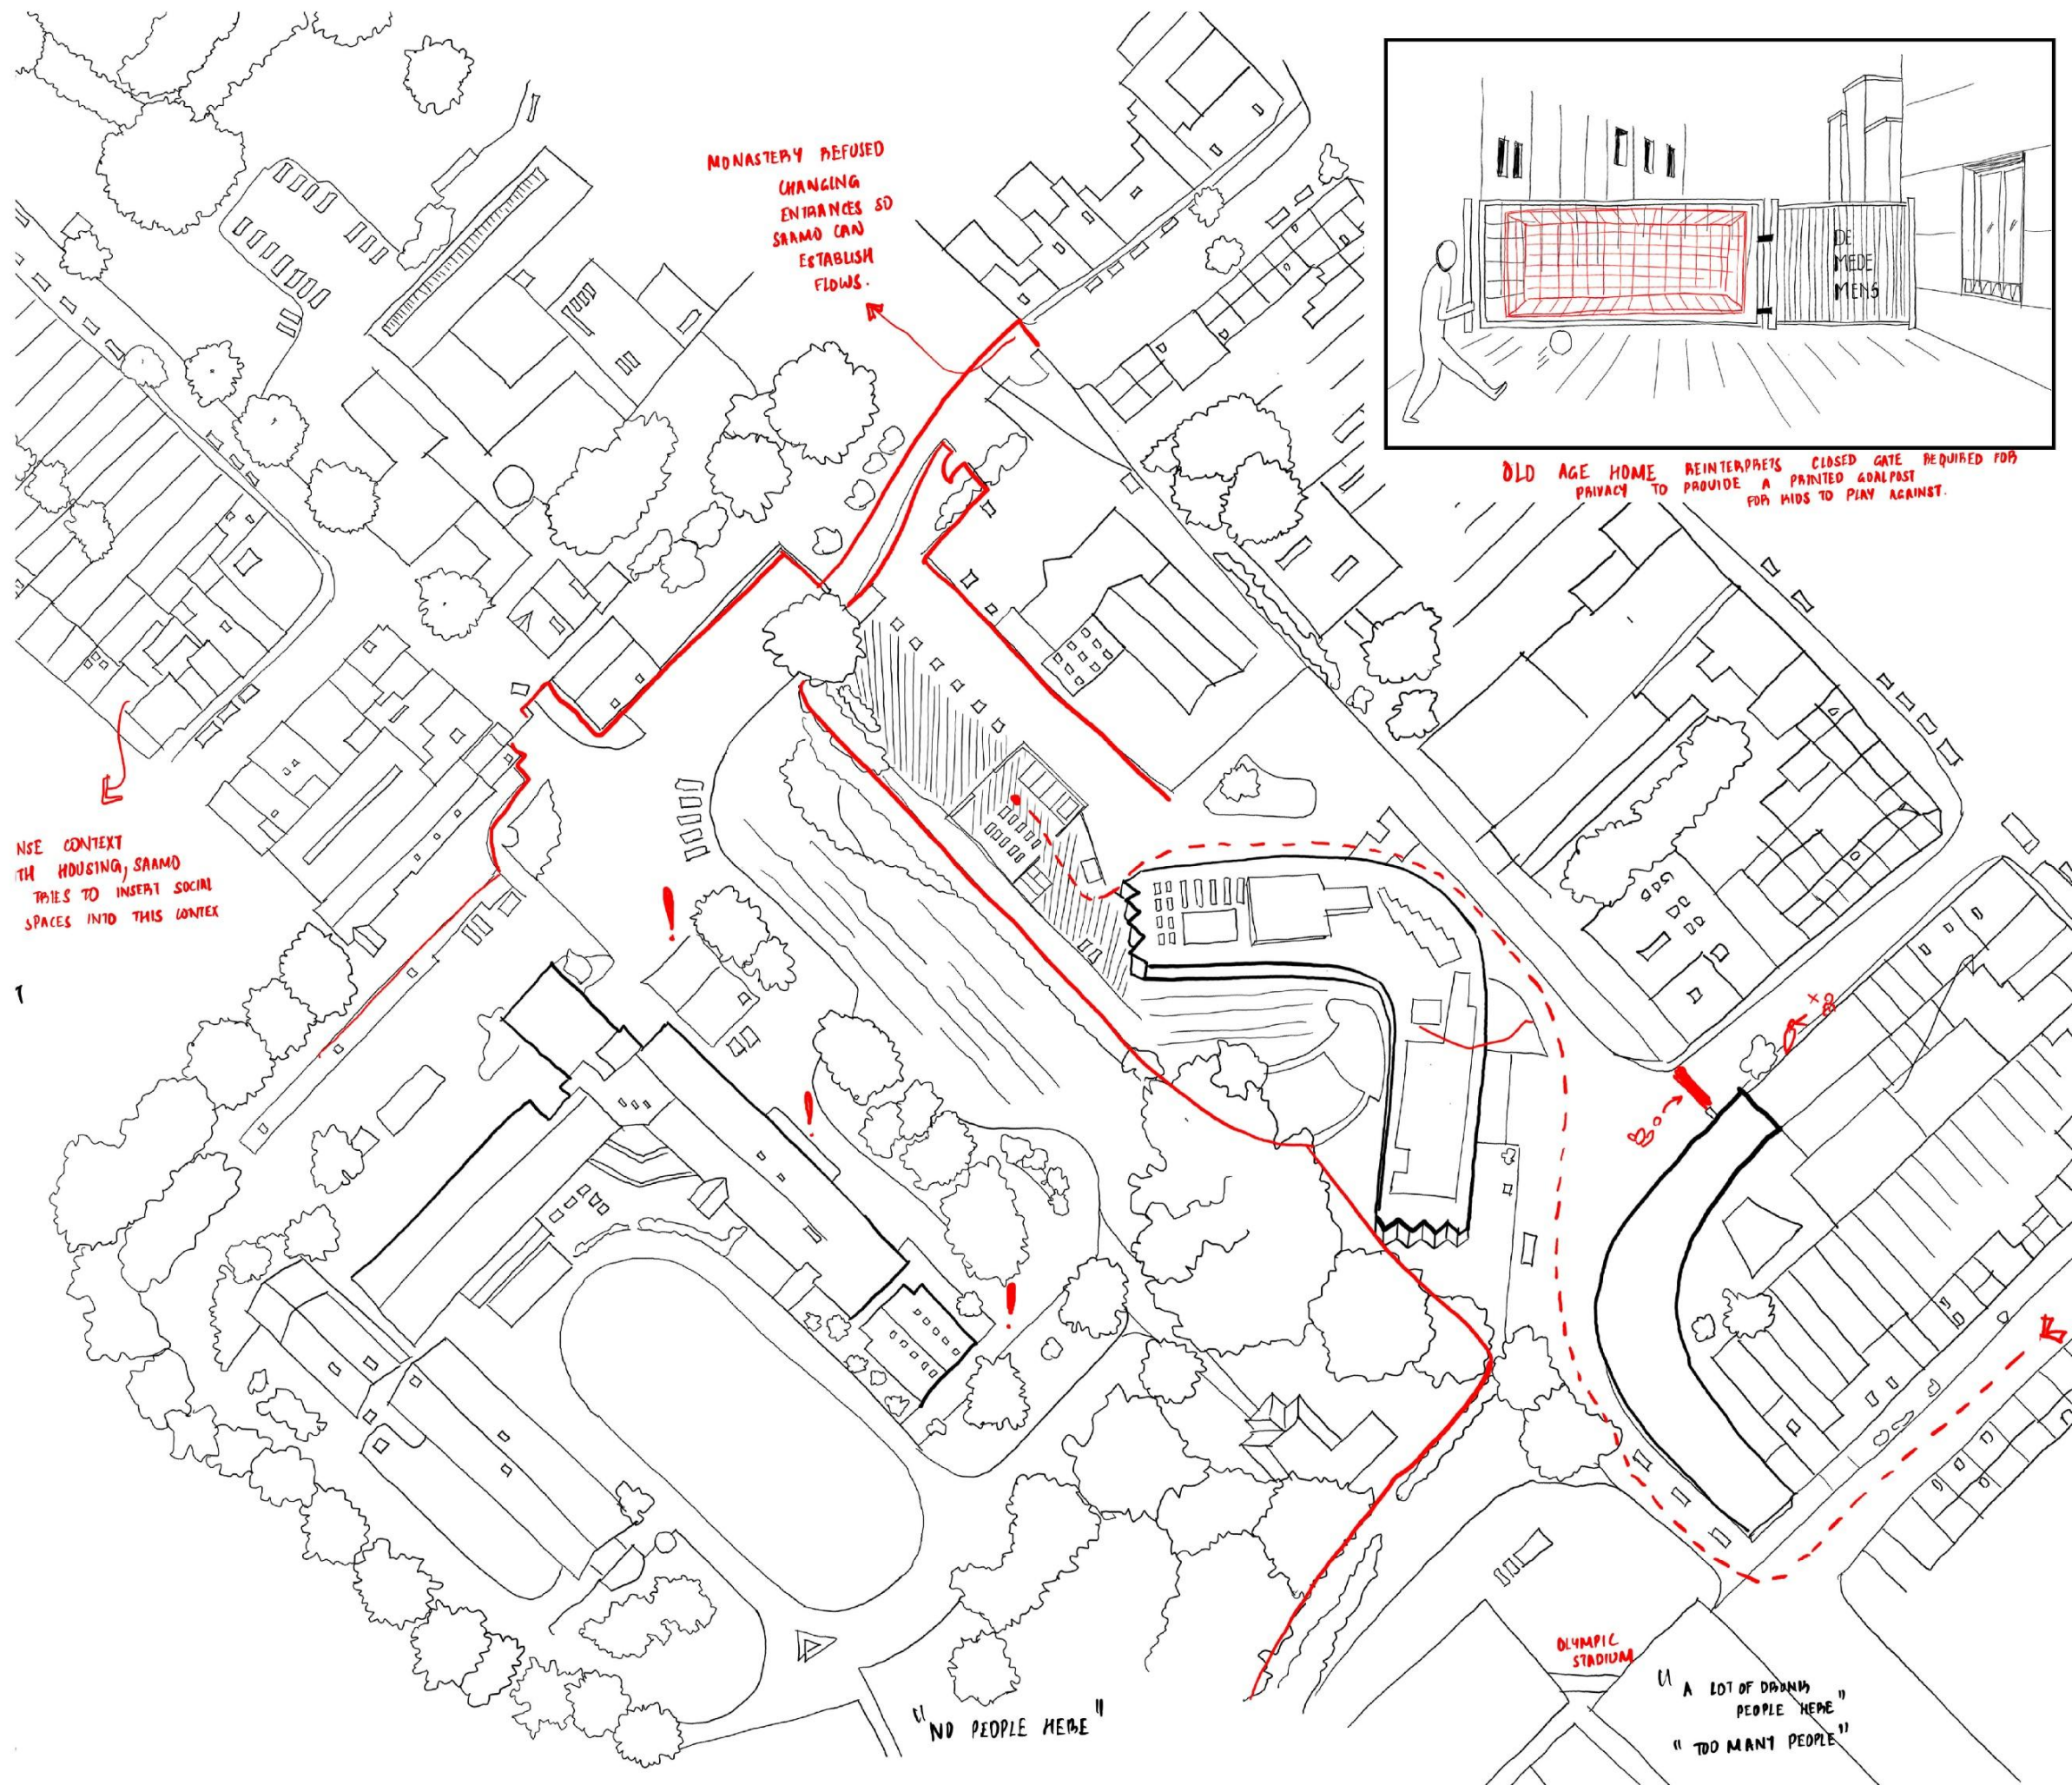 MONASTERY REFUSED
CHANGING
ENTRANCES SO
SAAMO CAN
ESTABLISH
FLOWS.
DE
MEDE
MENS
OLD AGE HOME REINTERPRETS CLOSED GATE REQUIRED FOR
PRIVACY TO PROVIDE A PAINTED GOALPOST
FOR KIDS TO PLAY AGAINST.
NSE CONTEXT
TH HOUSING, SAAMO
TRIES TO INSERT SOCIAL
SPACES INTO THIS CONTEX
!
!
!
OLYMPIC
STADIUM
"NO PEOPLE HERE"
"A LOT OF DRUNK
PEOPLE HERE"
"TOO MANY PEOPLE"